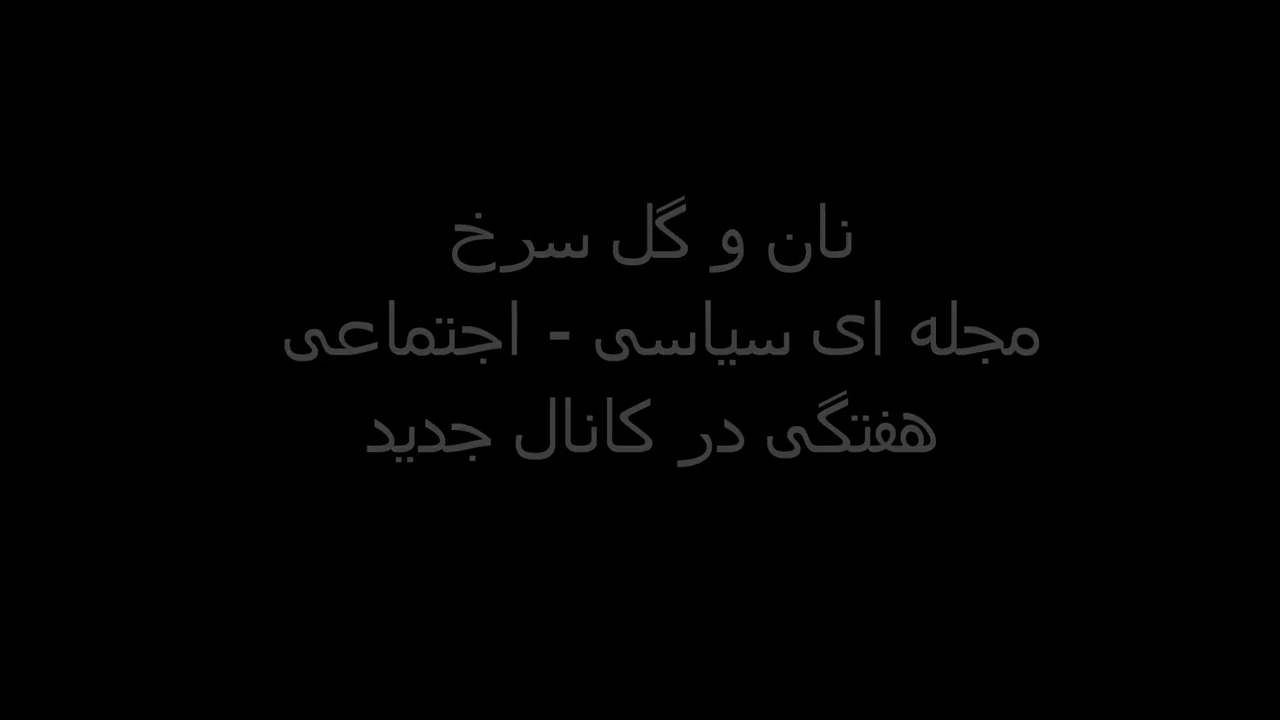 نان و گل سرخ
مجله ای سیاسی - اجتماعی
هفتگی در کانال جدید